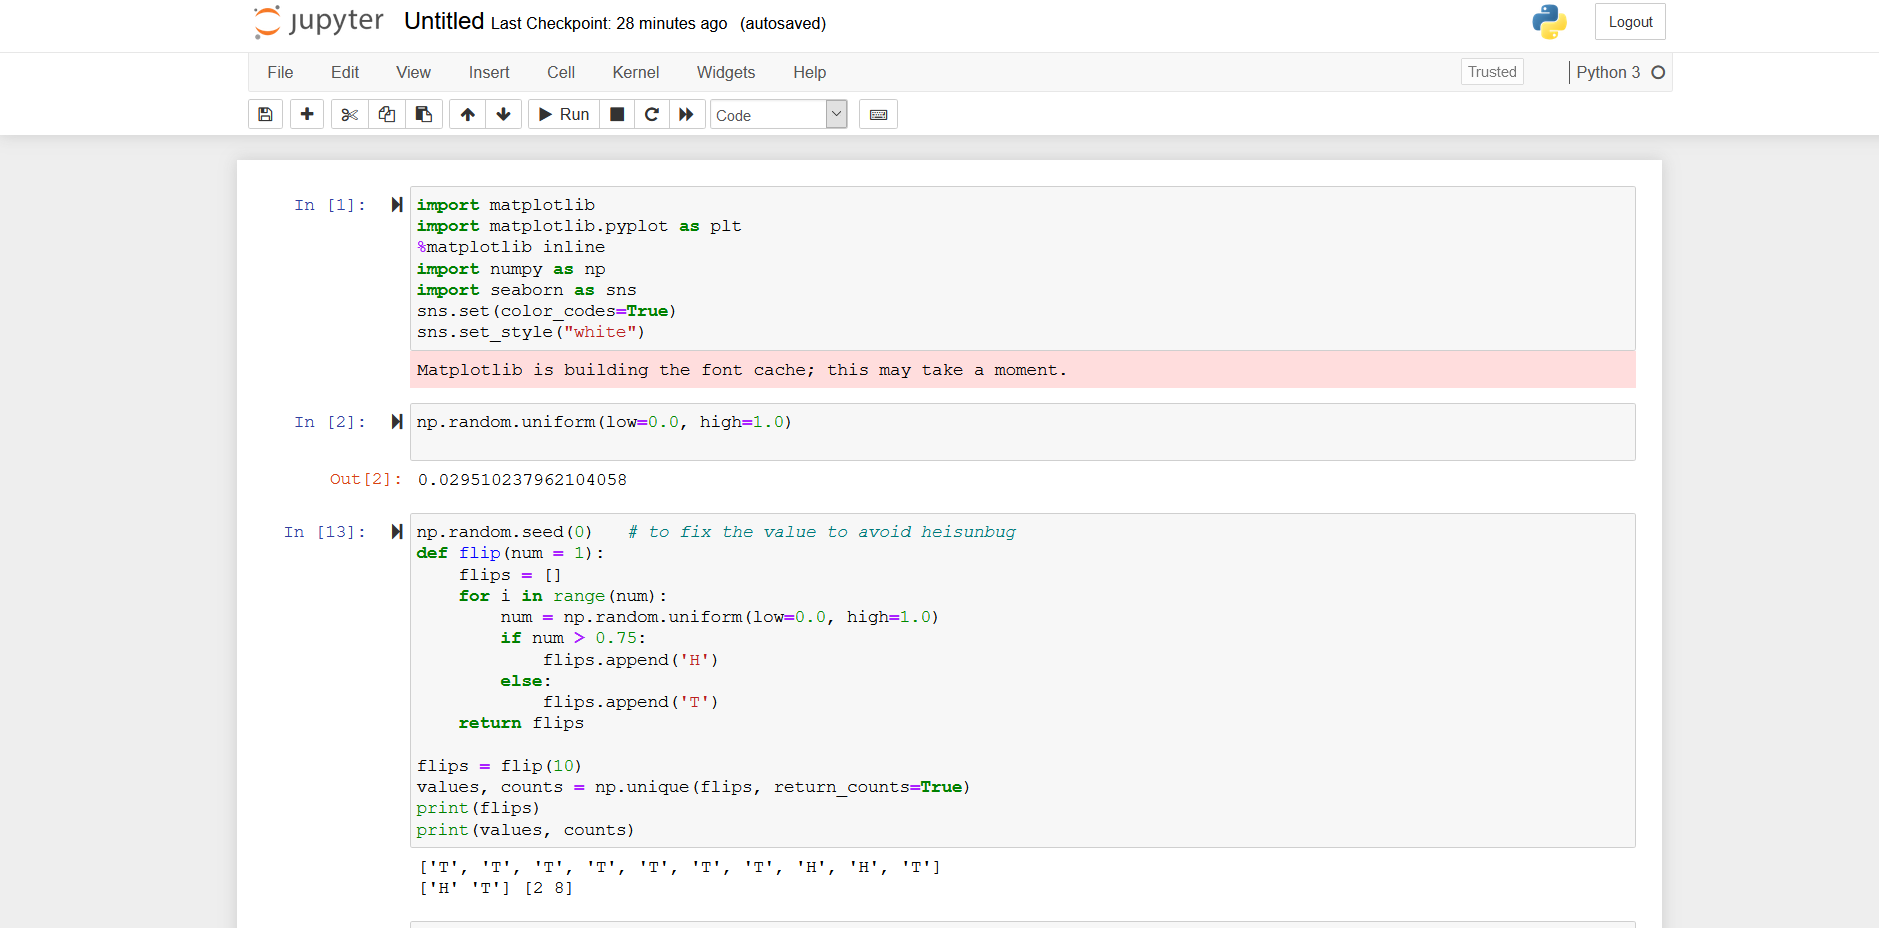 jupyter Untitled Last Checkpoint: 28 minutes ago (autosaved) Logout
File Edit View Insert Cell Kernel Widgets Help Trusted Python 3
Run Code
In [1]: import matplotlib
import matplotlib.pyplot as plt
%matplotlib inline
import numpy as np
import seaborn as sns
sns.set(color_codes=True)
sns.set_style("white")
Matplotlib is building the font cache; this may take a moment.
In [2]: np.random.uniform(low=0.0, high=1.0)
Out[2]: 0.029510237962104058
In [13]: np.random.seed(0)   # to fix the value to avoid heisunbug
def flip(num = 1):
    flips = []
    for i in range(num):
        num = np.random.uniform(low=0.0, high=1.0)
        if num > 0.75:
            flips.append('H')
        else:
            flips.append('T')
    return flips
flips = flip(10)
values, counts = np.unique(flips, return_counts=True)
print(flips)
print(values, counts)
['T', 'T', 'T', 'T', 'T', 'T', 'T', 'H', 'H', 'T']
['H' 'T'] [2 8]